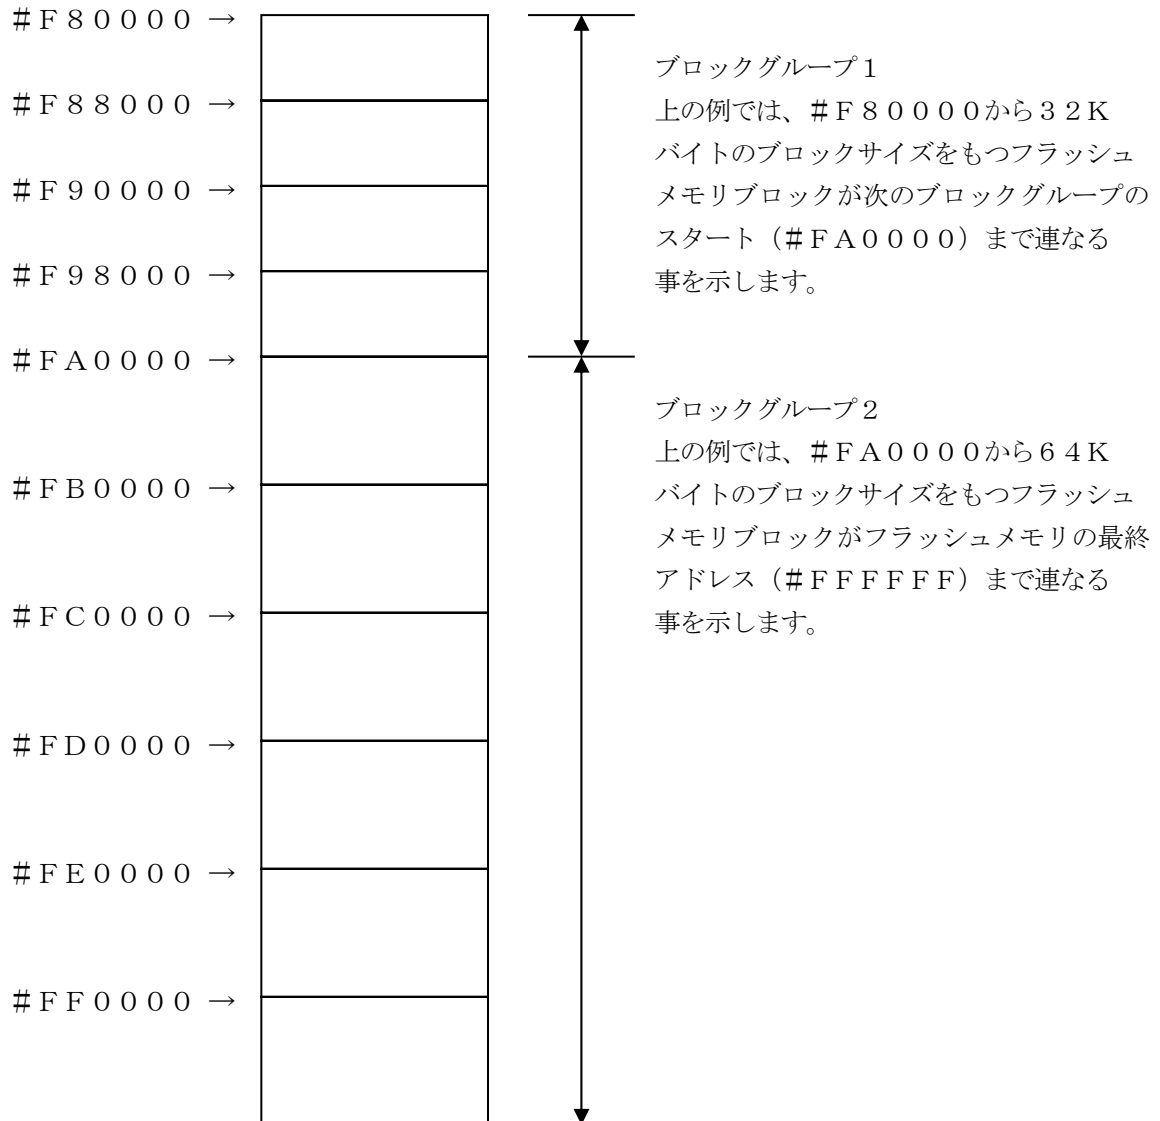 ＃Ｆ８００００ →
＃Ｆ８８０００ →
＃Ｆ９００００ →
＃Ｆ９８０００ →
＃ＦＡ００００ →
＃ＦＢ００００ →
＃ＦＣ００００ →
＃ＦＤ００００ →
＃ＦＥ００００ →
＃ＦＦ００００ →
ブロックグループ１
上の例では、＃Ｆ８００００から３２Ｋ
バイトのブロックサイズをもつフラッシュ
メモリブロックが次のブロックグループの
スタート（＃ＦＡ００００）まで連なる
事を示します。
ブロックグループ２
上の例では、＃ＦＡ００００から６４Ｋ
バイトのブロックサイズをもつフラッシュ
メモリブロックがフラッシュメモリの最終
アドレス（＃ＦＦＦＦＦＦ）まで連なる
事を示します。